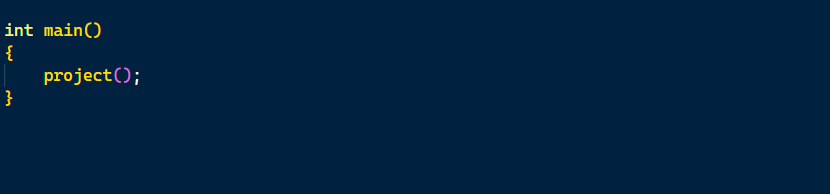 int main()
{
    project();
}